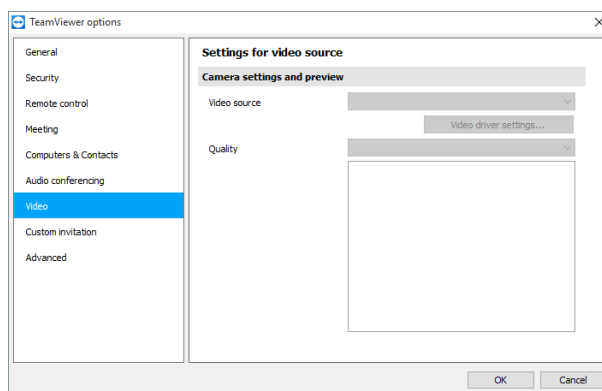 TeamViewer options
General
Security
Remote control
Meeting
Computers & Contacts
Audio conferencing
Video
Custom invitation
Advanced
Settings for video source
Camera settings and preview
Video source
Video driver settings...
Quality
OK
Cancel